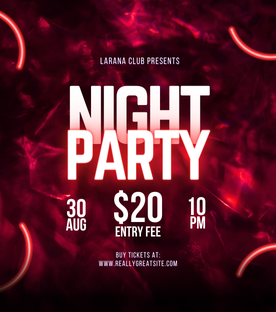 LARANA CLUB PRESENTS
NIGHT
PARTY
30
AUG
$20
ENTRY FEE
10
PM
BUY TICKETS AT:
WWW.REALLYGREATSITE.COM